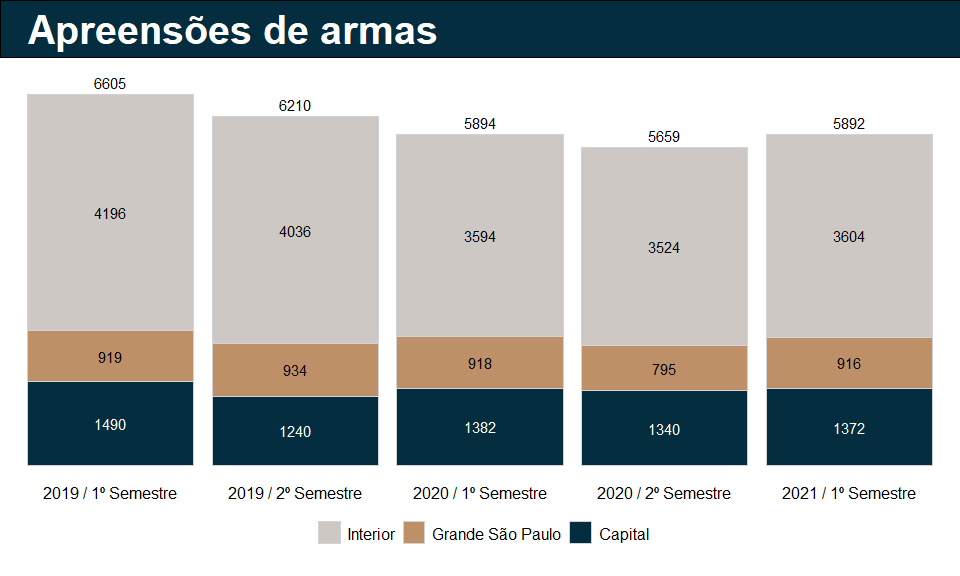 Apreensões de armas
6605
6210
5894
5659
5892
4196
4036
3594
3524
3604
919
934
918
795
916
1490
1240
1382
1340
1372
2019 / 1º Semestre
2019 / 2º Semestre
2020 / 1º Semestre
2020 / 2º Semestre
2021 / 1º Semestre
Interior
Grande São Paulo
Capital